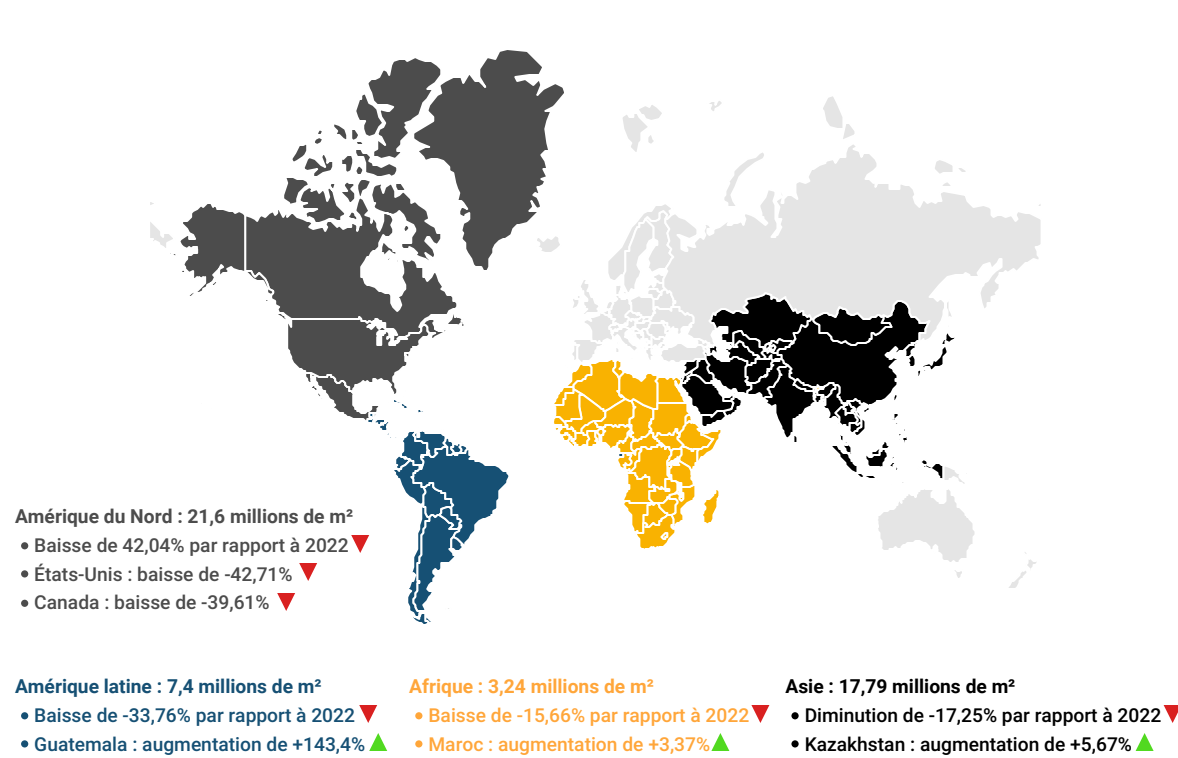 Amérique du Nord : 21,6 millions de m²
• Baisse de 42,04% par rapport à 2022
• États-Unis : baisse de -42,71%
• Canada : baisse de -39,61%
Amérique latine : 7,4 millions de m²
• Baisse de -33,76% par rapport à 2022
• Guatemala : augmentation de +143,4%
Afrique : 3,24 millions de m²
• Baisse de -15,66% par rapport à 2022
• Maroc : augmentation de +3,37%
Asie : 17,79 millions de m²
• Diminution de -17,25% par rapport à 2022
• Kazakhstan : augmentation de +5,67%